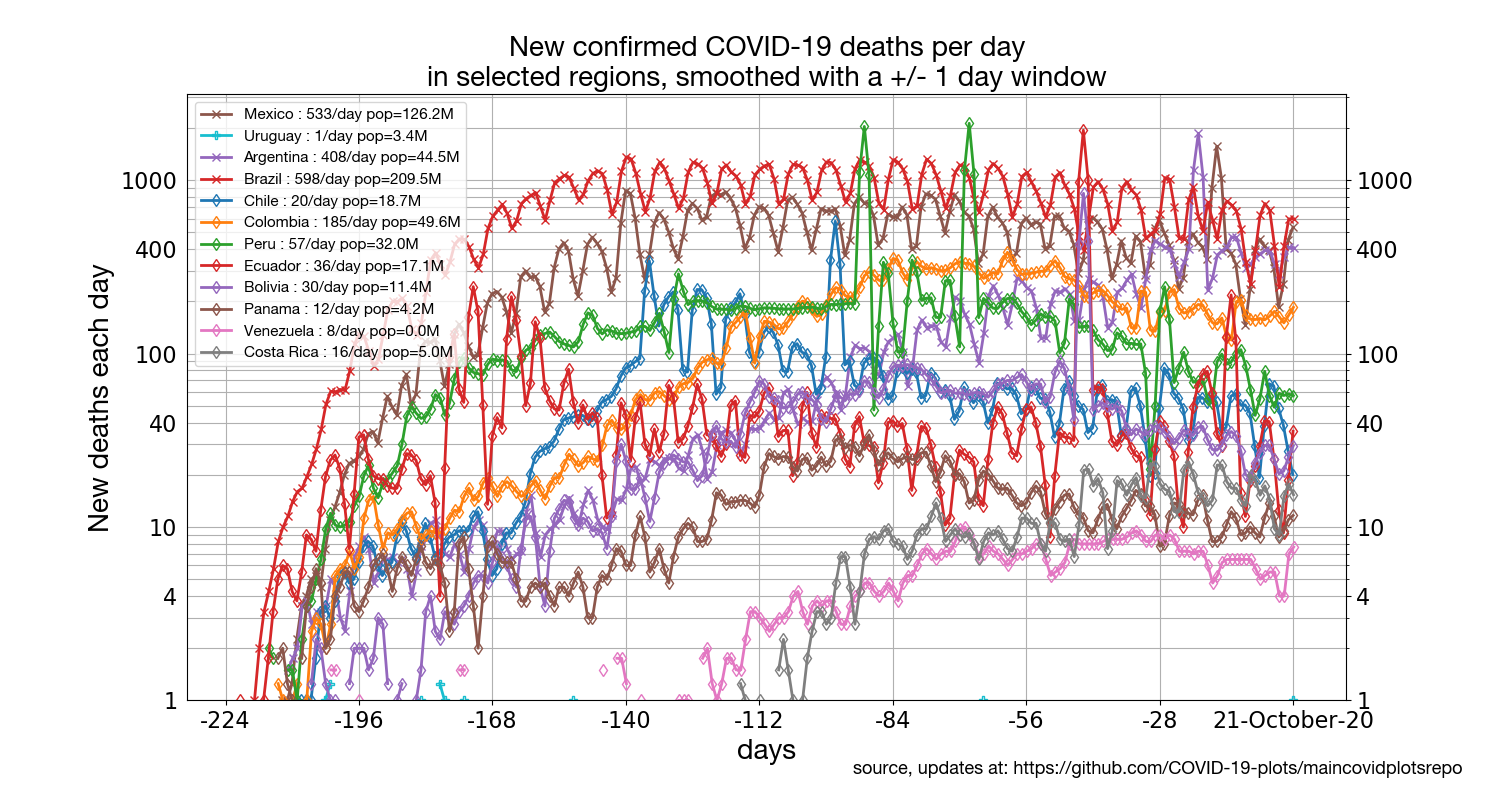 New confirmed COVID-19 deaths per day
in selected regions, smoothed with a +/- 1 day window
Mexico : 533/day pop=126.2M
Uruguay : 1/day pop=3.4M
Argentina : 408/day pop=44.5M
Brazil : 598/day pop=209.5M
Chile : 20/day pop=18.7M
Colombia : 185/day pop=49.6M
Peru : 57/day pop=32.0M
Ecuador : 36/day pop=17.1M
Bolivia : 30/day pop=11.4M
Panama : 12/day pop=4.2M
Venezuela : 8/day pop=0.0M
Costa Rica : 16/day pop=5.0M
New deaths each day
1000
400
100
40
10
4
1
1000
400
100
40
10
4
1
-224 -196 -168 -140 -112 -84 -56 -28 21-October-20
days
source, updates at: https://github.com/COVID-19-plots/maincovidplotsrepo